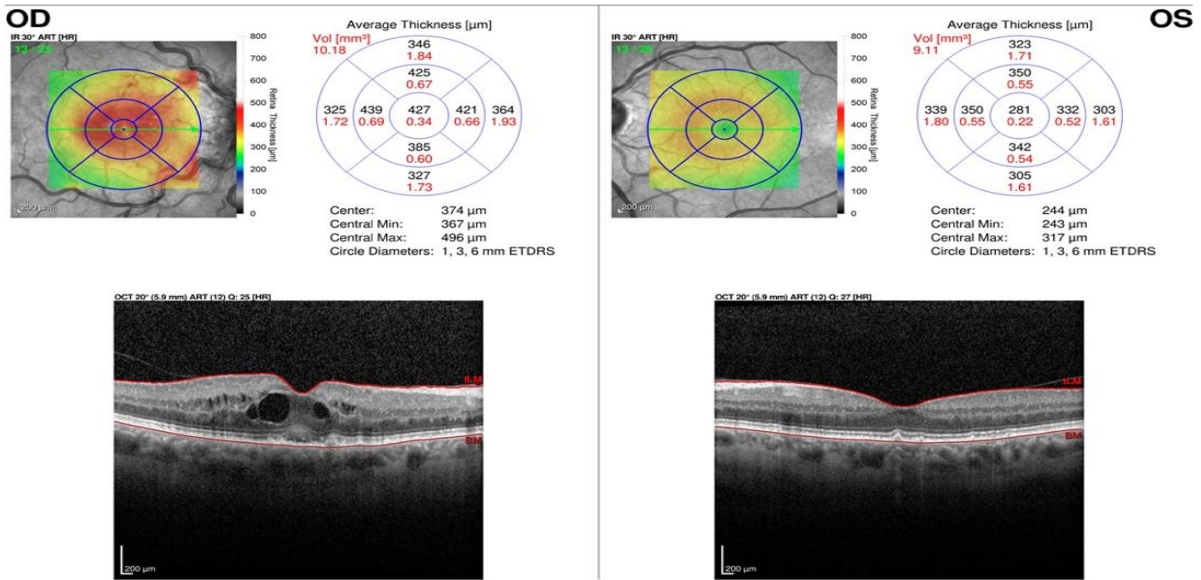 OD
IR 30° ART [HR]
13 / 25
200 µm
800
700
600
500
400
300
200
100
0
Retina Thickness [µm]
Average Thickness [µm]
Vol [mm³]
10.18
346
1.84
425
0.67
325 439 427 421 364
1.72 0.69 0.34 0.66 1.93
385
0.60
327
1.73
Center: 374 µm
Central Min: 367 µm
Central Max: 496 µm
Circle Diameters: 1, 3, 6 mm ETDRS
OCT 20° (5.9 mm) ART (12) Q: 25 [HR]
ILM
BM
200 µm
OS
IR 30° ART [HR]
13 / 25
200 µm
800
700
600
500
400
300
200
100
0
Retina Thickness [µm]
Average Thickness [µm]
Vol [mm³]
9.11
323
1.71
350
0.55
339 350 281 332 303
1.80 0.55 0.22 0.52 1.61
342
0.54
305
1.61
Center: 244 µm
Central Min: 243 µm
Central Max: 317 µm
Circle Diameters: 1, 3, 6 mm ETDRS
OCT 20° (5.9 mm) ART (12) Q: 27 [HR]
ILM
BM
200 µm